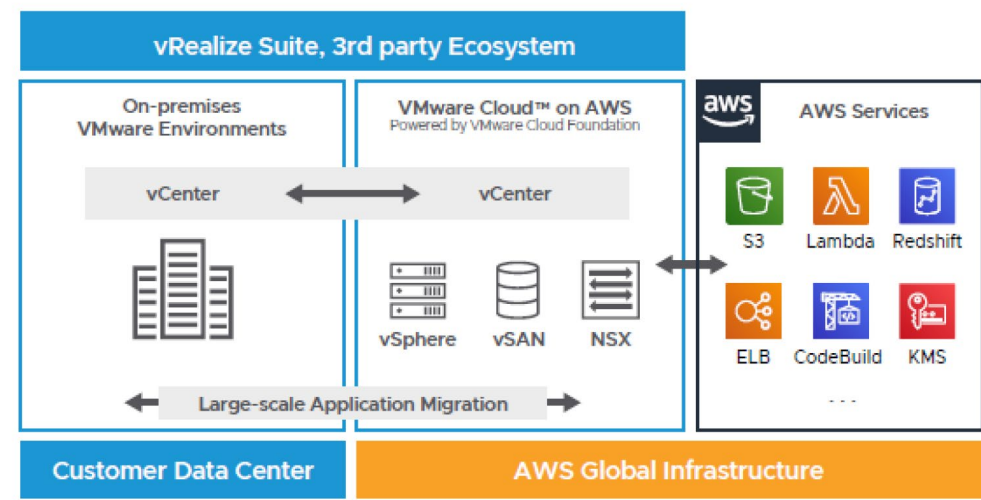 vRealize Suite, 3rd party Ecosystem
On-premises
VMware Environments
VMware Cloud™ on AWS
Powered by VMware Cloud Foundation
aws
AWS Services
vCenter
vCenter
S3
Lambda
Redshift
vSphere
vSAN
NSX
ELB
CodeBuild
KMS
...
Large-scale Application Migration
Customer Data Center
AWS Global Infrastructure